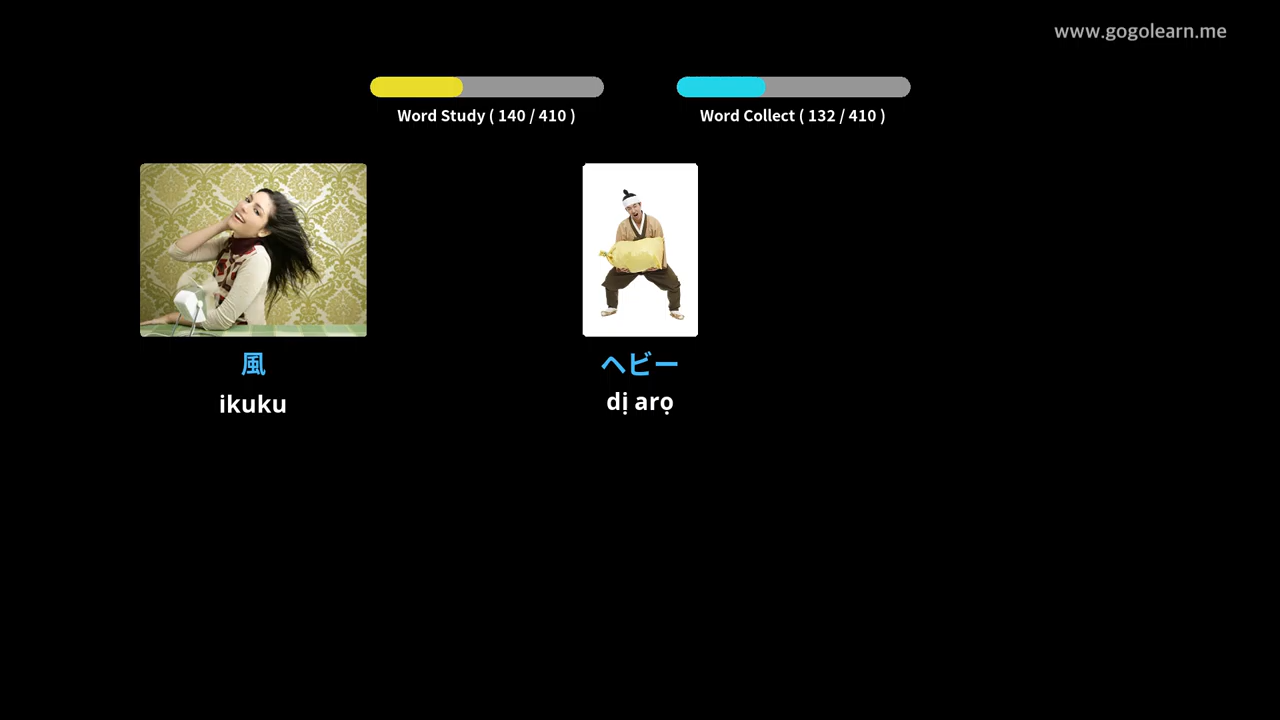 www.gogolearn.me
Word Study ( 140 / 410 )
Word Collect ( 132 / 410 )
風
ヘビー
ikuku
dị arọ